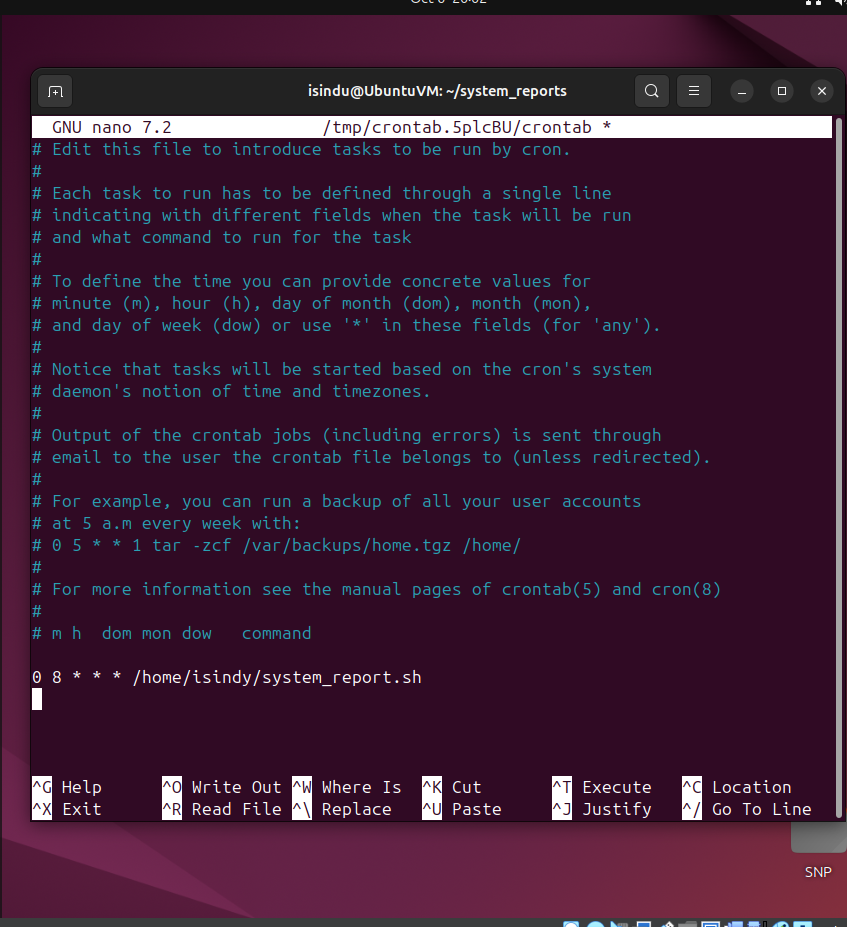 isindu@UbuntuVM: ~/system_reports
GNU nano 7.2 /tmp/crontab.5plcBU/crontab *
# Edit this file to introduce tasks to be run by cron.
#
# Each task to run has to be defined through a single line
# indicating with different fields when the task will be run
# and what command to run for the task
#
# To define the time you can provide concrete values for
# minute (m), hour (h), day of month (dom), month (mon),
# and day of week (dow) or use '*' in these fields (for 'any').
#
# Notice that tasks will be started based on the cron's system
# daemon's notion of time and timezones.
#
# Output of the crontab jobs (including errors) is sent through
# email to the user the crontab file belongs to (unless redirected).
#
# For example, you can run a backup of all your user accounts
# at 5 a.m every week with:
# 0 5 * * 1 tar -zcf /var/backups/home.tgz /home/
#
# For more information see the manual pages of crontab(5) and cron(8)
#
# m h  dom mon dow   command
0 8 * * * /home/isindy/system_report.sh
^G Help ^O Write Out ^W Where Is ^K Cut ^T Execute ^C Location
^X Exit ^R Read File ^\ Replace ^U Paste ^J Justify ^/ Go To Line
SNP